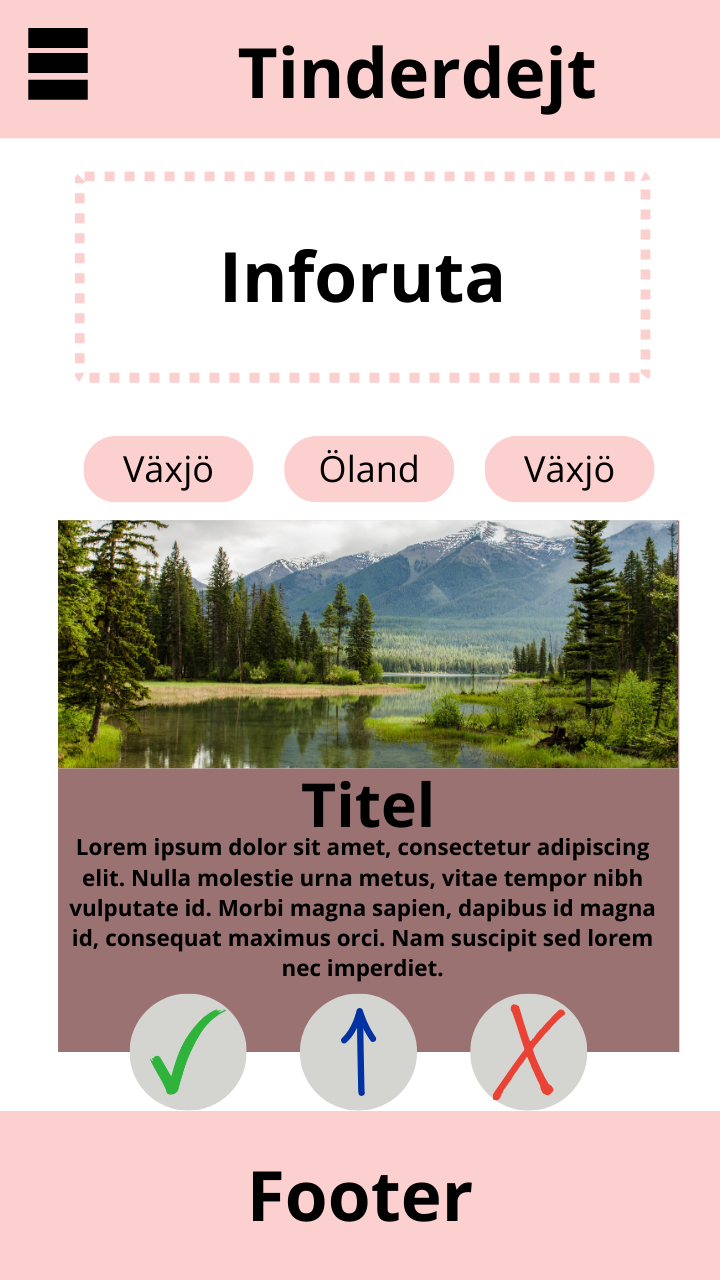 Tinderdejt
Inforuta
Växjö
Öland
Växjö
Titel
Lorem ipsum dolor sit amet, consectetur adipiscing
elit. Nulla molestie urna metus, vitae tempor nibh
vulputate id. Morbi magna sapien, dapibus id magna
id, consequat maximus orci. Nam suscipit sed lorem
nec imperdiet.
Footer